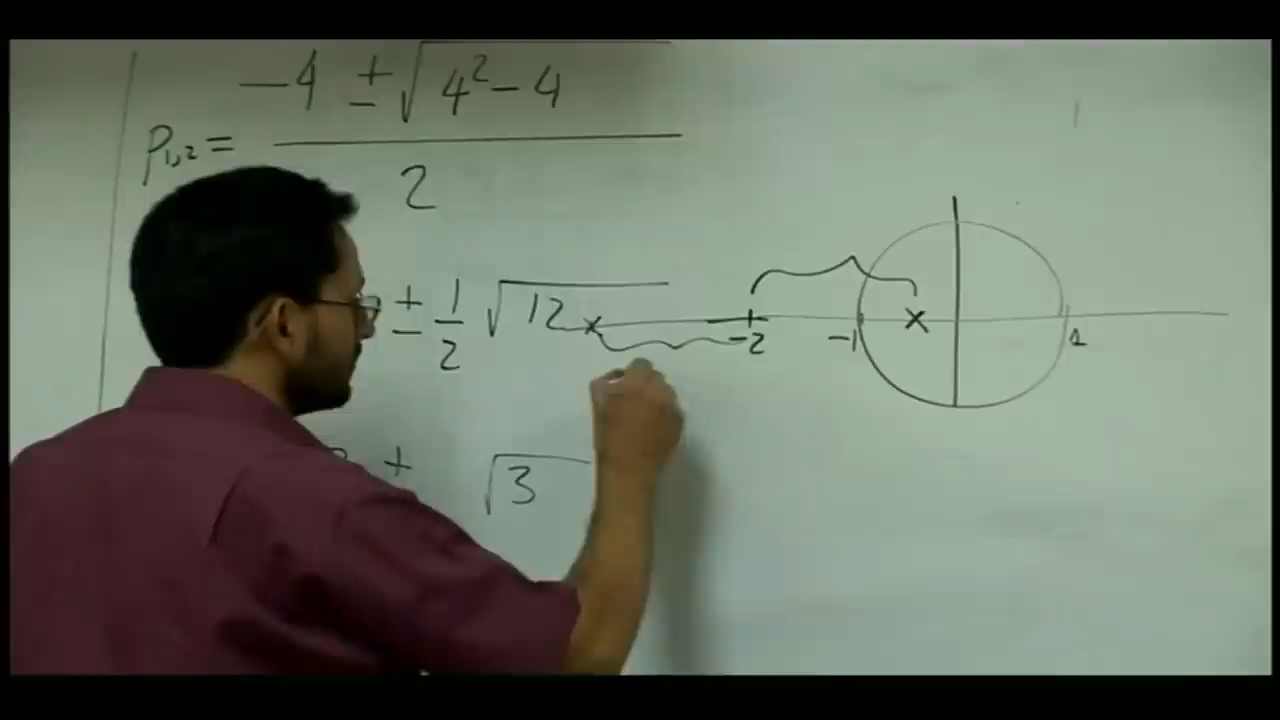 -4 ± √4² - 4
P₁,₂ =
2
± 1/2 √12
-2 -1 1
± √3